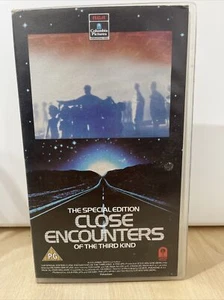 RCA
Columbia
Pictures
THE SPECIAL EDITION
CLOSE
ENCOUNTERS
OF THE THIRD KIND
PG